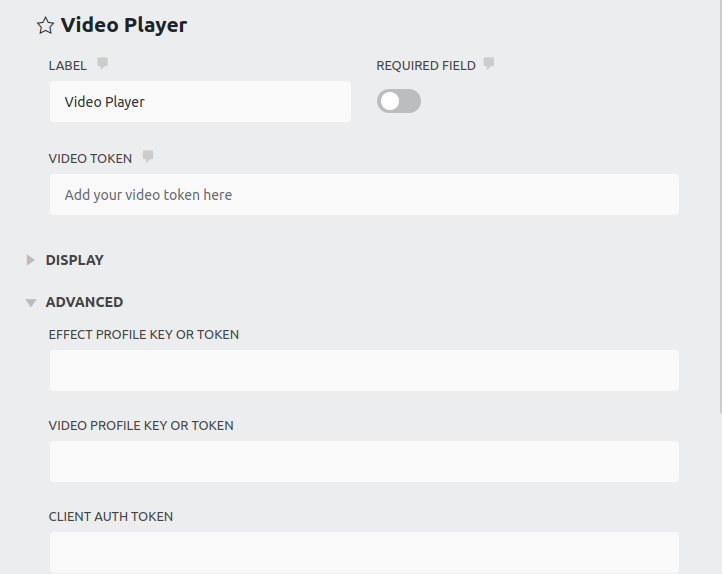 Video Player
LABEL
REQUIRED FIELD
Video Player
VIDEO TOKEN
Add your video token here
DISPLAY
ADVANCED
EFFECT PROFILE KEY OR TOKEN
VIDEO PROFILE KEY OR TOKEN
CLIENT AUTH TOKEN